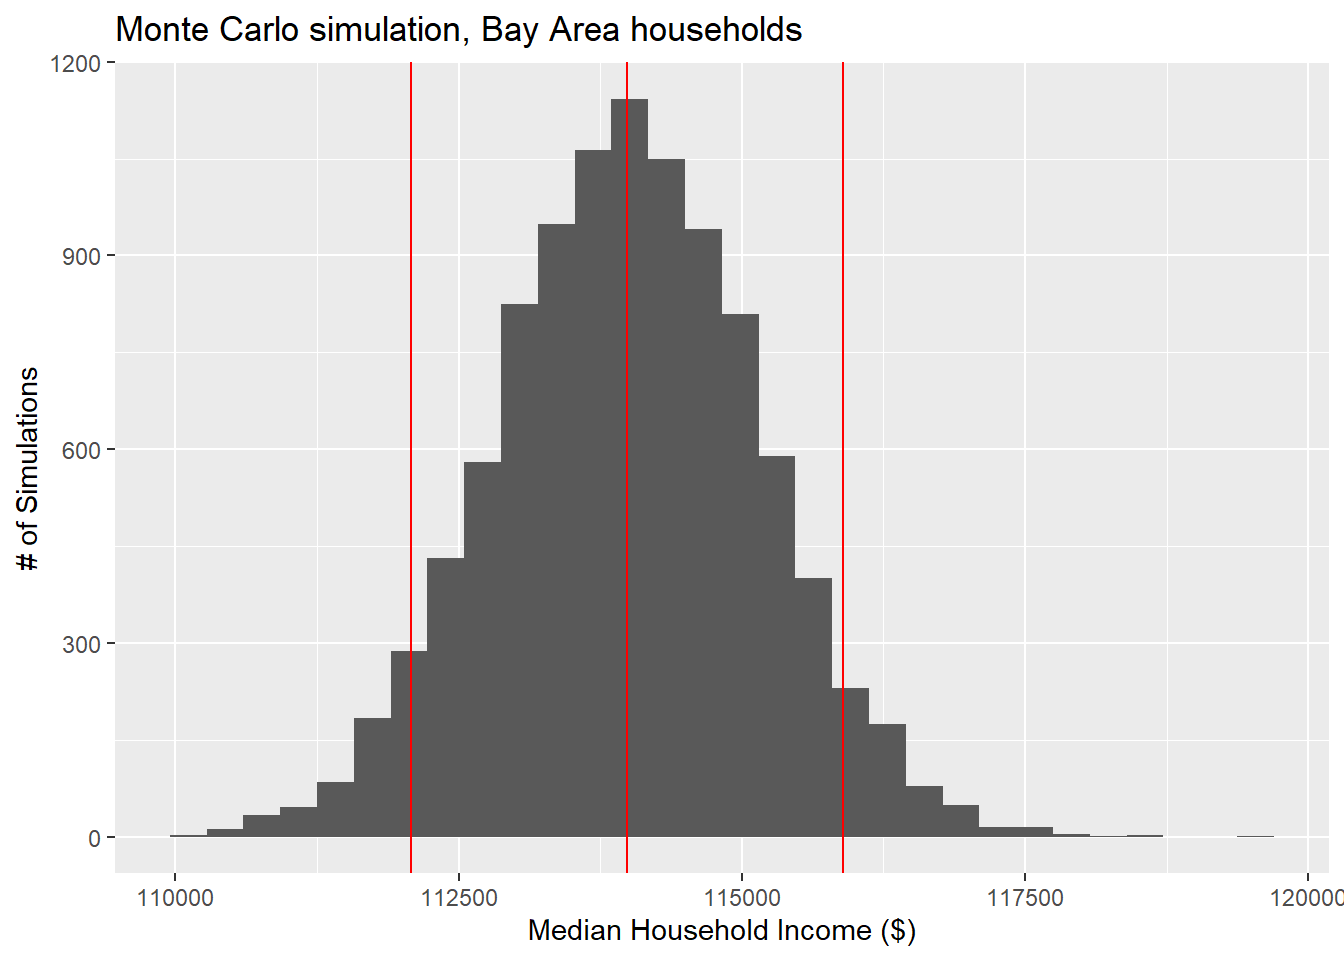 Monte Carlo simulation, Bay Area households
1200
900
600
300
0
# of Simulations
110000 112500 115000 117500 120000
Median Household Income ($)